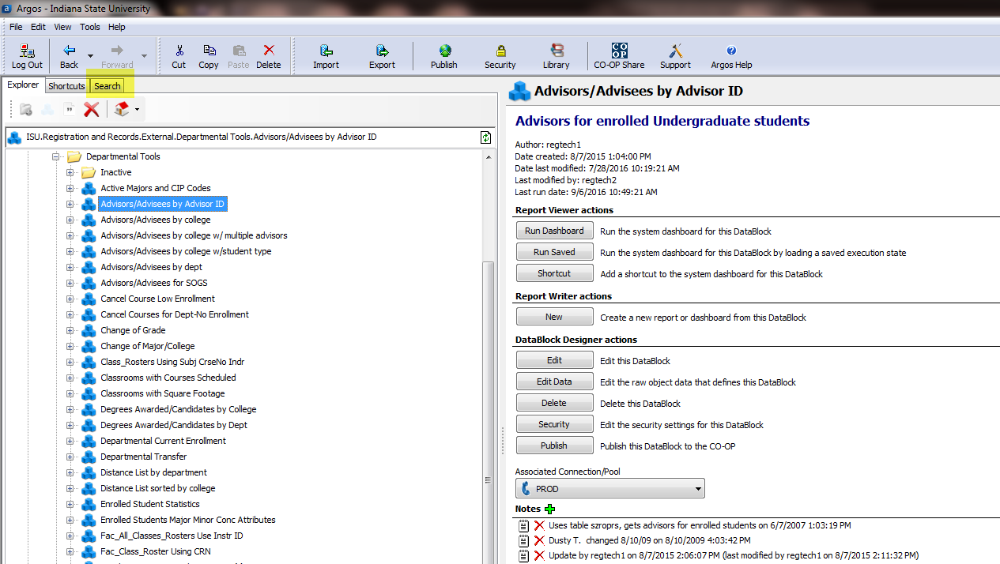 Argos - Indiana State University
File Edit View Tools Help
Log Out Back Forward Cut Copy Paste Delete Import Export Publish Security Library CO-OP Share Support Argos Help
CO
OP
Explorer Shortcuts Search
ISU.Registration and Records.External.Departmental Tools.Advisors/Advisees by Advisor ID
Departmental Tools
Inactive
Active Majors and CIP Codes
Advisors/Advisees by Advisor ID
Advisors/Advisees by college
Advisors/Advisees by college w/ multiple advisors
Advisors/Advisees by college w/student type
Advisors/Advisees by dept
Advisors/Advisees for SOGS
Cancel Course Low Enrollment
Cancel Courses for Dept-No Enrollment
Change of Grade
Change of Major/College
Class_Rosters Using Subj CrseNo Indr
Classrooms with Courses Scheduled
Classrooms with Square Footage
Degrees Awarded/Candidates by College
Degrees Awarded/Candidates by Dept
Departmental Current Enrollment
Departmental Transfer
Distance List by department
Distance List sorted by college
Enrolled Student Statistics
Enrolled Students Major Minor Conc Attributes
Fac_All_Class_Rosters Use Instr ID
Fac_Class_Roster Using CRN
Advisors/Advisees by Advisor ID
Advisors for enrolled Undergraduate students
Author: regtech1
Date created: 8/7/2015 1:04:00 PM
Date last modified: 7/28/2016 10:19:21 AM
Last modified by: regtech2
Last run date: 9/6/2016 10:49:21 AM
Report Viewer actions
Run Dashboard Run the system dashboard for this DataBlock
Run Saved Run the system dashboard for this DataBlock by loading a saved execution state
Shortcut Add a shortcut to the system dashboard for this DataBlock
Report Writer actions
New Create a new report or dashboard from this DataBlock
DataBlock Designer actions
Edit Edit this DataBlock
Edit Data Edit the raw object data that defines this DataBlock
Delete Delete this DataBlock
Security Edit the security settings for this DataBlock
Publish Publish this DataBlock to the CO-OP
Associated Connection/Pool
PROD
Notes
Uses table szroprs, gets advisors for enrolled students on 6/7/2007 1:03:19 PM
Dusty T. changed 8/10/09 on 8/10/2009 4:03:42 PM
Update by regtech1 on 8/7/2015 2:06:07 PM (last modified by regtech1 on 8/7/2015 2:11:32 PM)